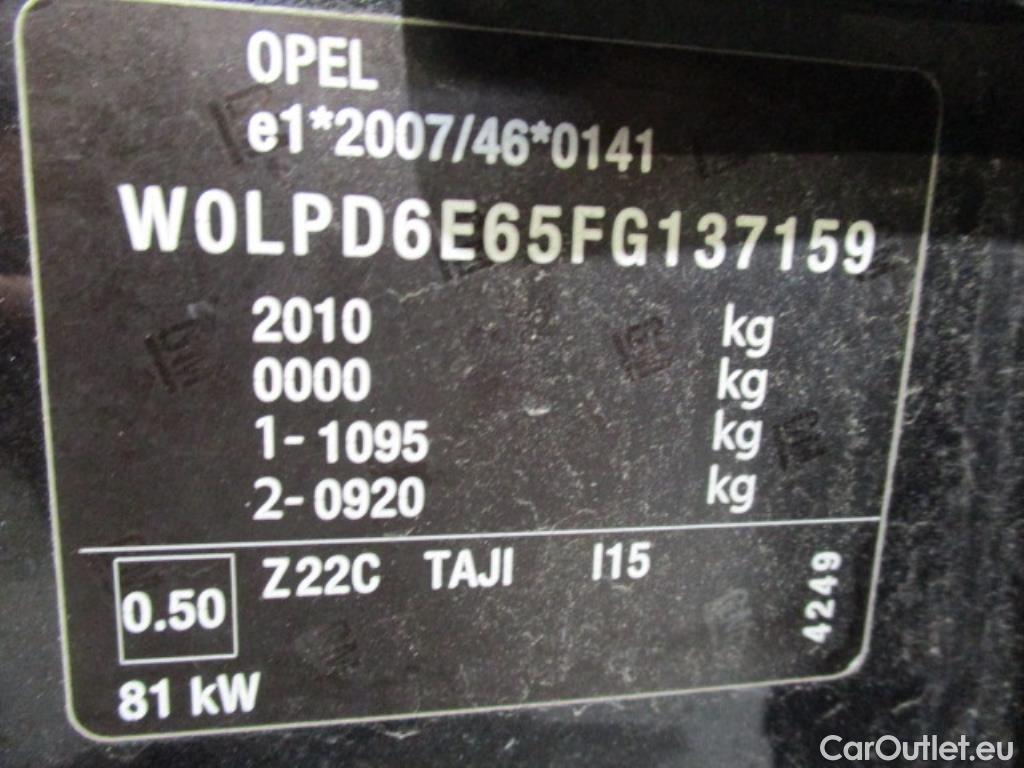 OPEL
e1*2007/46*0141
W0LPD6E65FG137159
2010 kg
0000 kg
1- 1095 kg
2- 0920 kg
0.50 Z22C TAJI I15
4249
81 kW
CarOutlet.eu